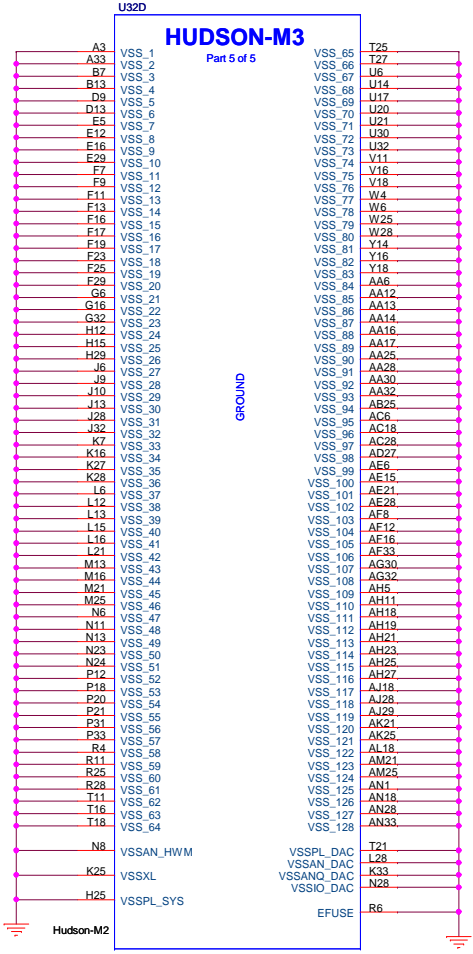 U32D
HUDSON-M3
Part 5 of 5
A3 VSS_1 VSS_65 T25
A33 VSS_2 VSS_66 T27
B7 VSS_3 VSS_67 U6
B13 VSS_4 VSS_68 U14
D9 VSS_5 VSS_69 U17
D13 VSS_6 VSS_70 U20
E5 VSS_7 VSS_71 U21
E12 VSS_8 VSS_72 U30
E16 VSS_9 VSS_73 U32
E29 VSS_10 VSS_74 V11
F7 VSS_11 VSS_75 V16
F9 VSS_12 VSS_76 V18
F11 VSS_13 VSS_77 W4
F13 VSS_14 VSS_78 W6
F16 VSS_15 VSS_79 W25
F17 VSS_16 VSS_80 W28
F19 VSS_17 VSS_81 Y14
F23 VSS_18 VSS_82 Y16
F25 VSS_19 VSS_83 Y18
F29 VSS_20 VSS_84 AA6
G6 VSS_21 VSS_85 AA12
G16 VSS_22 VSS_86 AA13
G32 VSS_23 VSS_87 AA14
H12 VSS_24 VSS_88 AA16
H15 VSS_25 VSS_89 AA17
H29 VSS_26 VSS_90 AA25
J6 VSS_27 VSS_91 AA28
J9 VSS_28 VSS_92 AA30
J10 VSS_29 VSS_93 AA32
J13 VSS_30 VSS_94 AB25
J28 VSS_31 VSS_95 AC6
J32 VSS_32 VSS_96 AC18
K7 VSS_33 VSS_97 AC28
K16 VSS_34 VSS_98 AD27
K27 VSS_35 VSS_99 AE6
K28 VSS_36 VSS_100 AE15
L6 VSS_37 VSS_101 AE21
L12 VSS_38 VSS_102 AE28
L13 VSS_39 VSS_103 AF8
L15 VSS_40 VSS_104 AF12
L16 VSS_41 VSS_105 AF16
L21 VSS_42 VSS_106 AF33
M13 VSS_43 VSS_107 AG30
M16 VSS_44 VSS_108 AG32
M21 VSS_45 VSS_109 AH5
M25 VSS_46 VSS_110 AH11
N6 VSS_47 VSS_111 AH18
N11 VSS_48 VSS_112 AH19
N13 VSS_49 VSS_113 AH21
N23 VSS_50 VSS_114 AH23
N24 VSS_51 VSS_115 AH25
P12 VSS_52 VSS_116 AH27
P18 VSS_53 VSS_117 AJ18
P20 VSS_54 VSS_118 AJ28
P21 VSS_55 VSS_119 AJ29
P31 VSS_56 VSS_120 AK21
P33 VSS_57 VSS_121 AK25
R4 VSS_58 VSS_122 AL18
R11 VSS_59 VSS_123 AM21
R25 VSS_60 VSS_124 AM25
R28 VSS_61 VSS_125 AN1
T11 VSS_62 VSS_126 AN18
T16 VSS_63 VSS_127 AN28
T18 VSS_64 VSS_128 AN33
GROUND
N8 VSSAN_HWM VSSPL_DAC T21
VSSAN_DAC L28
K25 VSSXL VSSANQ_DAC K33
VSSIO_DAC N28
H25 VSSPL_SYS
EFUSE R6
Hudson-M2